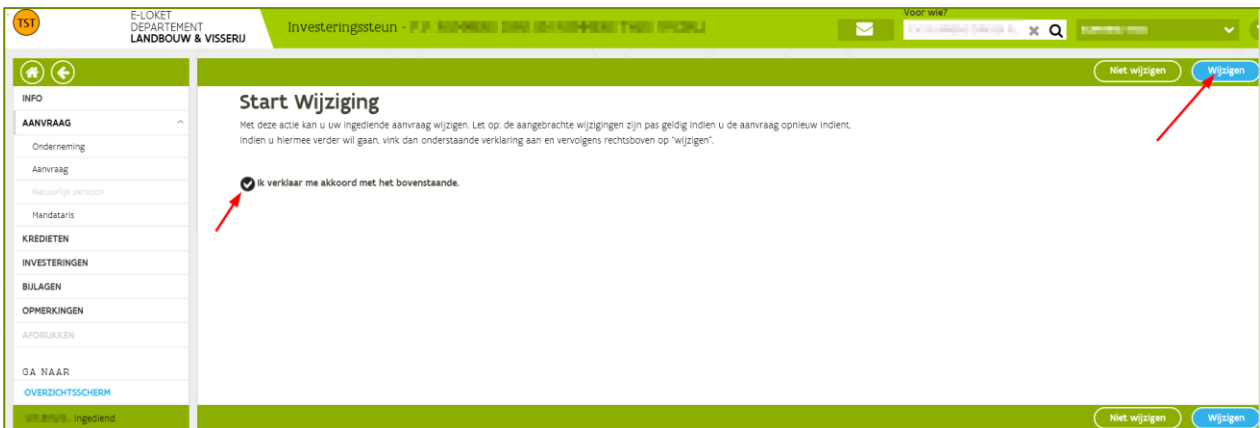 TST
E-LOKET
DEPARTEMENT
LANDBOUW & VISSERIJ
Investeringssteun -
Voor wie?
Niet wijzigen
Wijzigen
INFO
AANVRAAG
Onderneming
Aanvraag
Natuurlijk persoon
Mandataris
KREDIETEN
INVESTERINGEN
BIJLAGEN
OPMERKINGEN
AFDRUKKEN
GA NAAR
OVERZICHTSSCHERM
Ingediend
Start Wijziging
Met deze actie kan u uw ingediende aanvraag wijzigen. Let op: de aangebrachte wijzigingen zijn pas geldig indien u de aanvraag opnieuw indient.
Indien u hiermee verder wil gaan, vink dan onderstaande verklaring aan en vervolgens rechtsboven op "wijzigen".
Ik verklaar me akkoord met het bovenstaande.
Niet wijzigen
Wijzigen